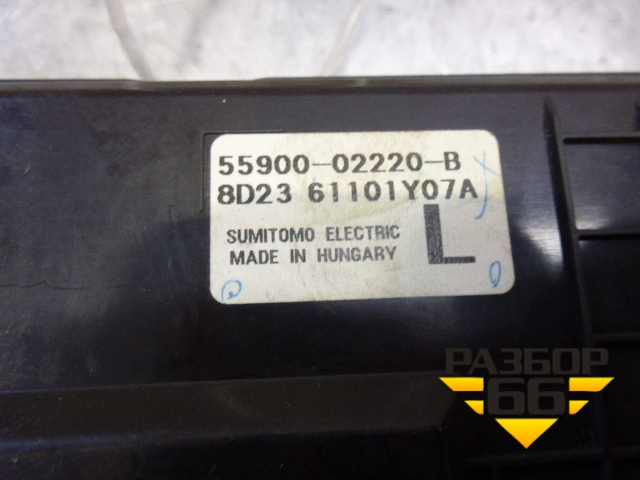 55900-02220-B
8D23 61101Y07A
SUMITOMO ELECTRIC
MADE IN HUNGARY
L
РАЗБОР
66